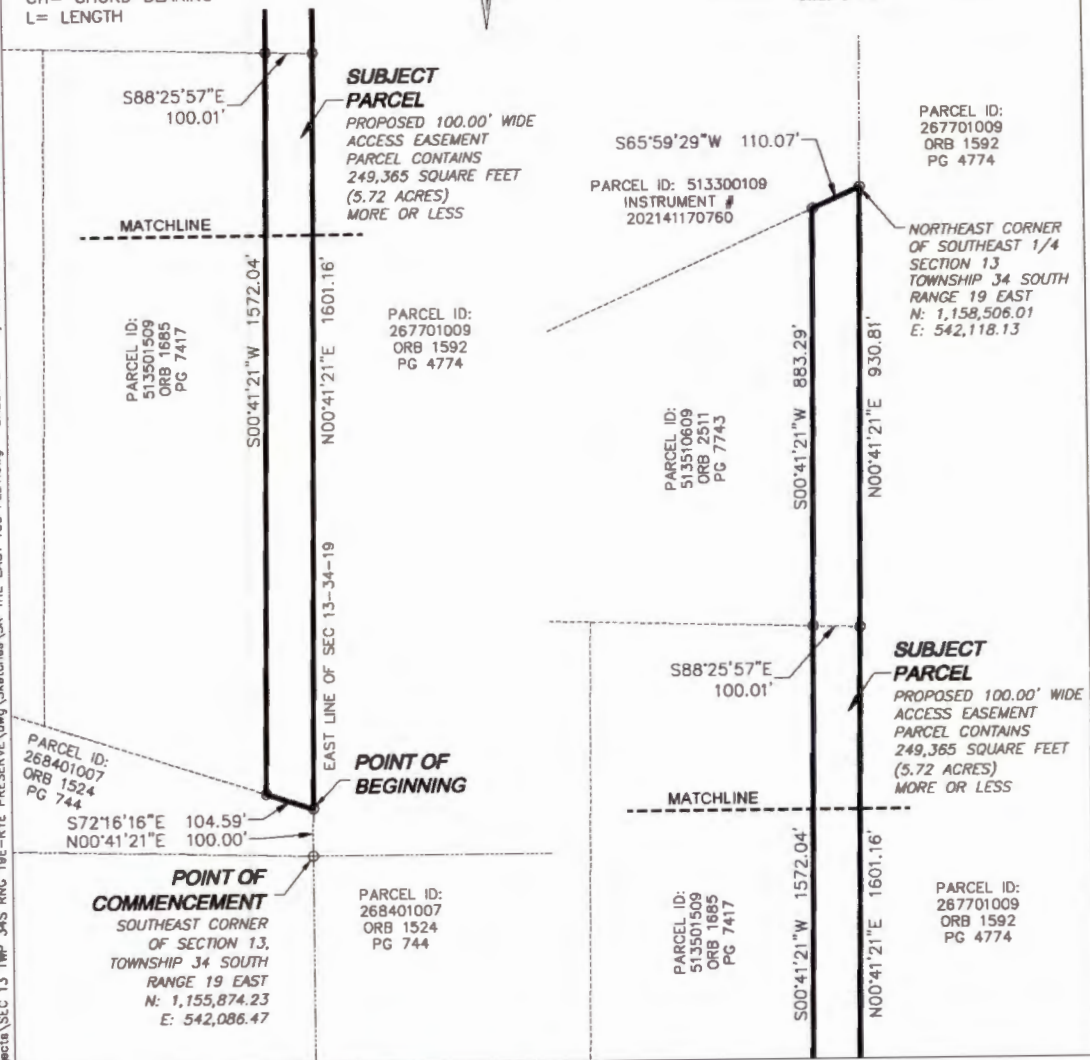 L= LENGTH
S88°25'57"E
100.01'
SUBJECT
PARCEL
PROPOSED 100.00' WIDE
ACCESS EASEMENT
PARCEL CONTAINS
249,365 SQUARE FEET
(5.72 ACRES)
MORE OR LESS
MATCHLINE
PARCEL ID:
513501509
ORB 1685
PG 7417
S00°41'21"W 1572.04'
N00°41'21"E 1601.16'
PARCEL ID:
267701009
ORB 1592
PG 4774
EAST LINE OF SEC 13-34-19
PARCEL ID:
268401007
ORB 1524
PG 744
POINT OF
BEGINNING
S72°16'16"E 104.59'
N00°41'21"E 100.00'
POINT OF
COMMENCEMENT
SOUTHEAST CORNER
OF SECTION 13,
TOWNSHIP 34 SOUTH
RANGE 19 EAST
N: 1,155,874.23
E: 542,086.47
PARCEL ID:
268401007
ORB 1524
PG 744
PARCEL ID:
267701009
ORB 1592
PG 4774
S65°59'29"W 110.07'
PARCEL ID: 513300109
INSTRUMENT #
202141170760
NORTHEAST CORNER
OF SOUTHEAST 1/4
SECTION 13
TOWNSHIP 34 SOUTH
RANGE 19 EAST
N: 1,158,506.01
E: 542,118.13
PARCEL ID:
513510609
ORB 2511
PG 7743
S00°41'21"W 883.29'
N00°41'21"E 930.81'
S88°25'57"E
100.01'
SUBJECT
PARCEL
PROPOSED 100.00' WIDE
ACCESS EASEMENT
PARCEL CONTAINS
249,365 SQUARE FEET
(5.72 ACRES)
MORE OR LESS
MATCHLINE
PARCEL ID:
513501509
ORB 1685
PG 7417
S00°41'21"W 1572.04'
N00°41'21"E 1601.16'
PARCEL ID:
267701009
ORB 1592
PG 4774